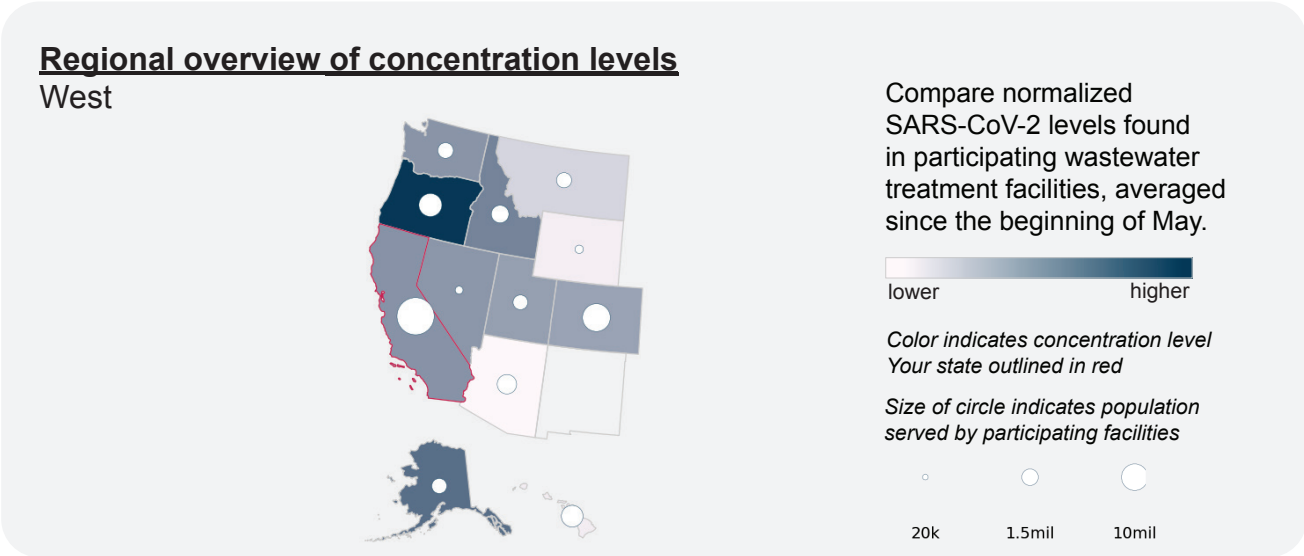 Regional overview of concentration levels
West
Compare normalized
SARS-CoV-2 levels found
in participating wastewater
treatment facilities, averaged
since the beginning of May.
lower higher
Color indicates concentration level
Your state outlined in red
Size of circle indicates population
served by participating facilities
20k 1.5mil 10mil